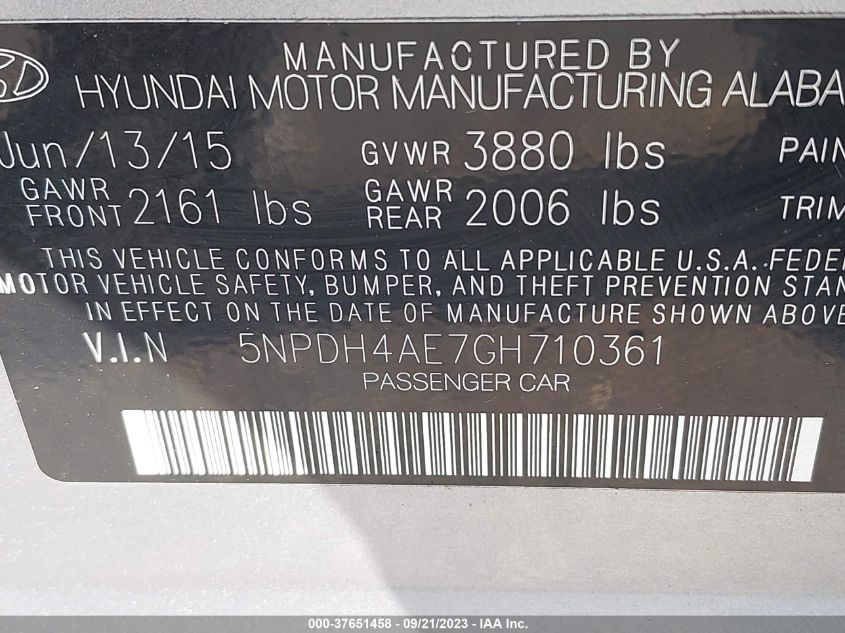 MANUFACTURED BY
HYUNDAI MOTOR MANUFACTURING ALABA
Jun/13/15 GVWR 3880 lbs PAIN
GAWR FRONT 2161 lbs GAWR REAR 2006 lbs TRIM
THIS VEHICLE CONFORMS TO ALL APPLICABLE U.S.A. FEDER
MOTOR VEHICLE SAFETY, BUMPER, AND THEFT PREVENTION STAN
IN EFFECT ON THE DATE OF MANUFACTURE SHOWN ABOVE
V.I.N 5NPDH4AE7GH710361
PASSENGER CAR
000-37651458 - 09/21/2023 - IAA Inc.